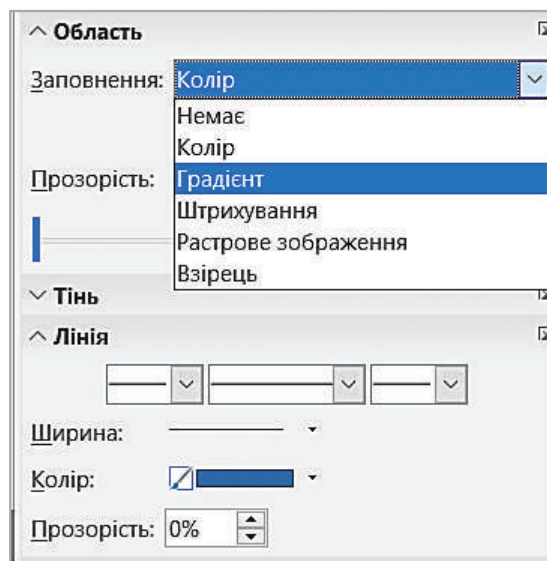 Область
Заповнення: Колір
Немає
Колір
Прозорість: Градієнт
Штрихування
Растрове зображення
Взірець
Тінь
Лінія
Ширина:
Колір:
Прозорість: 0%